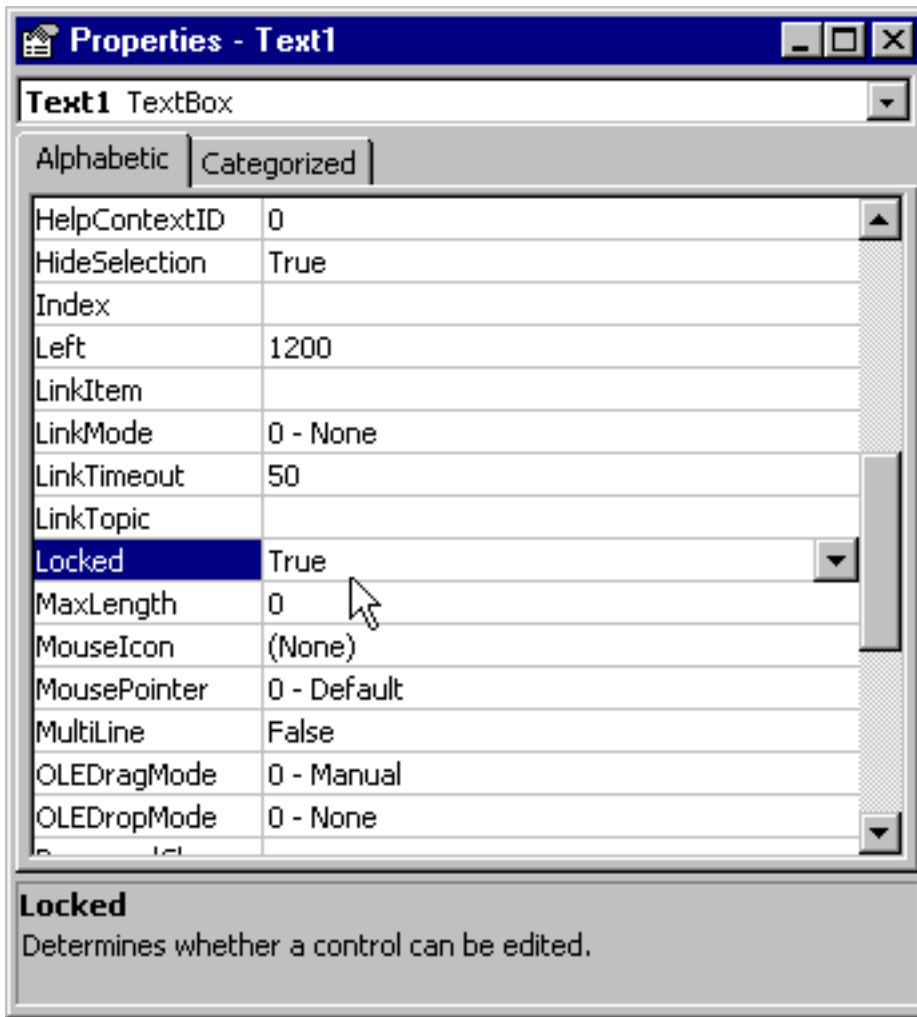 Properties - Text1
Text1 TextBox
Alphabetic Categorized
HelpContextID 0
HideSelection True
Index
Left 1200
LinkItem
LinkMode 0 - None
LinkTimeout 50
LinkTopic
Locked True
MaxLength 0
MouseIcon (None)
MousePointer 0 - Default
MultiLine False
OLEDragMode 0 - Manual
OLEDropMode 0 - None
Locked
Determines whether a control can be edited.